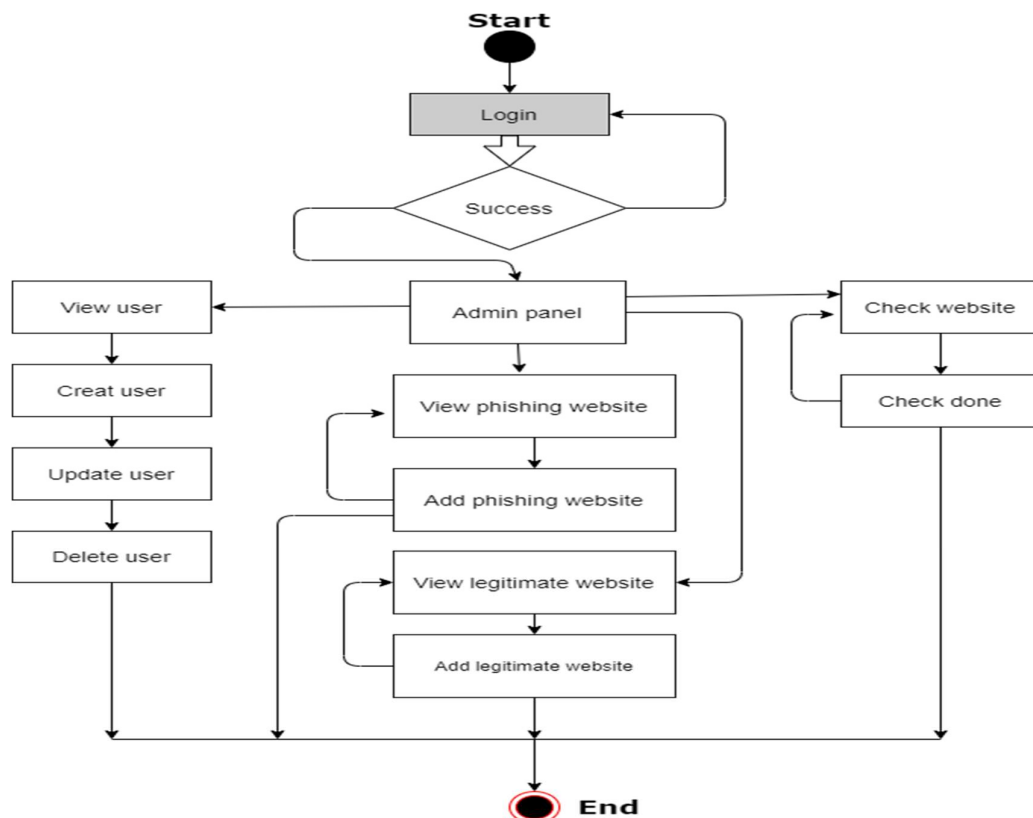 Start
Login
Success
View user
Admin panel
Check website
Creat user
View phishing website
Check done
Update user
Add phishing website
Delete user
View legitimate website
Add legitimate website
End